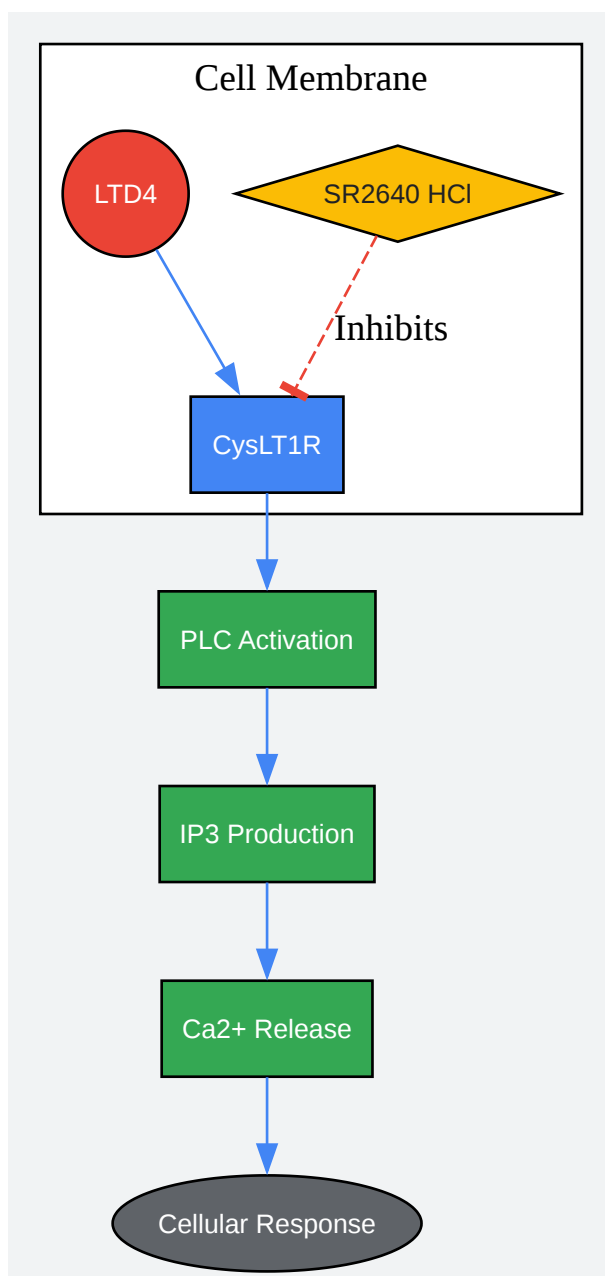 Cell Membrane
LTD4
SR2640 HCl
Inhibits
CysLT1R
PLC Activation
IP3 Production
Ca2+ Release
Cellular Response